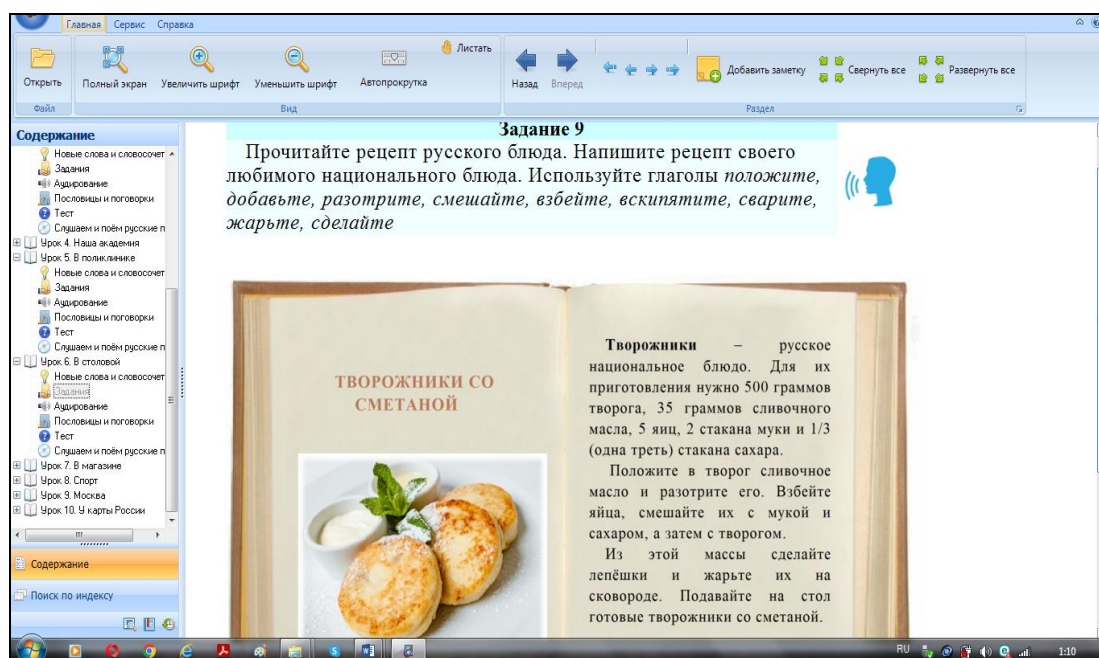 Главная Сервис Справка
Открыть
Полный экран
Увеличить шрифт
Уменьшить шрифт
Автопрокрутка
Листать
Назад
Вперед
Добавить заметку
Свернуть все
Развернуть все
Файл
Вид
Раздел
Содержание
Новые слова и словосочет
Задания
Аудирование
Пословицы и поговорки
Тест
Слушаем и поём русские п
Урок 4. Наша академия
Урок 5. В поликлинике
Новые слова и словосочет
Задания
Аудирование
Пословицы и поговорки
Тест
Слушаем и поём русские п
Урок 6. В столовой
Новые слова и словосочет
Задания
Аудирование
Пословицы и поговорки
Тест
Слушаем и поём русские п
Урок 7. В магазине
Урок 8. Спорт
Урок 9. Москва
Урок 10. У карты России
Содержание
Поиск по индексу
Задание 9
Прочитайте рецепт русского блюда. Напишите рецепт своего
любимого национального блюда. Используйте глаголы положите,
добавьте, разотрите, смешайте, взбейте, вскипятите, сварите,
жарьте, сделайте
ТВОРОЖНИКИ СО
СМЕТАНОЙ
Творожники – русское
национальное блюдо. Для их
приготовления нужно 500 граммов
творога, 35 граммов сливочного
масла, 5 яиц, 2 стакана муки и 1/3
(одна треть) стакана сахара.
Положите в творог сливочное
масло и разотрите его. Взбейте
яйца, смешайте их с мукой и
сахаром, а затем с творогом.
Из этой массы сделайте
лепёшки и жарьте их на
сковороде. Подавайте на стол
готовые творожники со сметаной.
RU
1:10